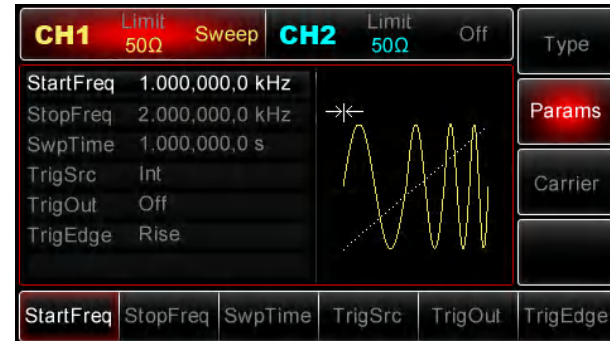 CH1 Limit 50Ω Sweep CH2 Limit 50Ω Off
Type
StartFreq 1.000,000,0 kHz
StopFreq 2.000,000,0 kHz
SwpTime 1.000,000,0 s
TrigSrc Int
TrigOut Off
TrigEdge Rise
Params
Carrier
StartFreq StopFreq SwpTime TrigSrc TrigOut TrigEdge